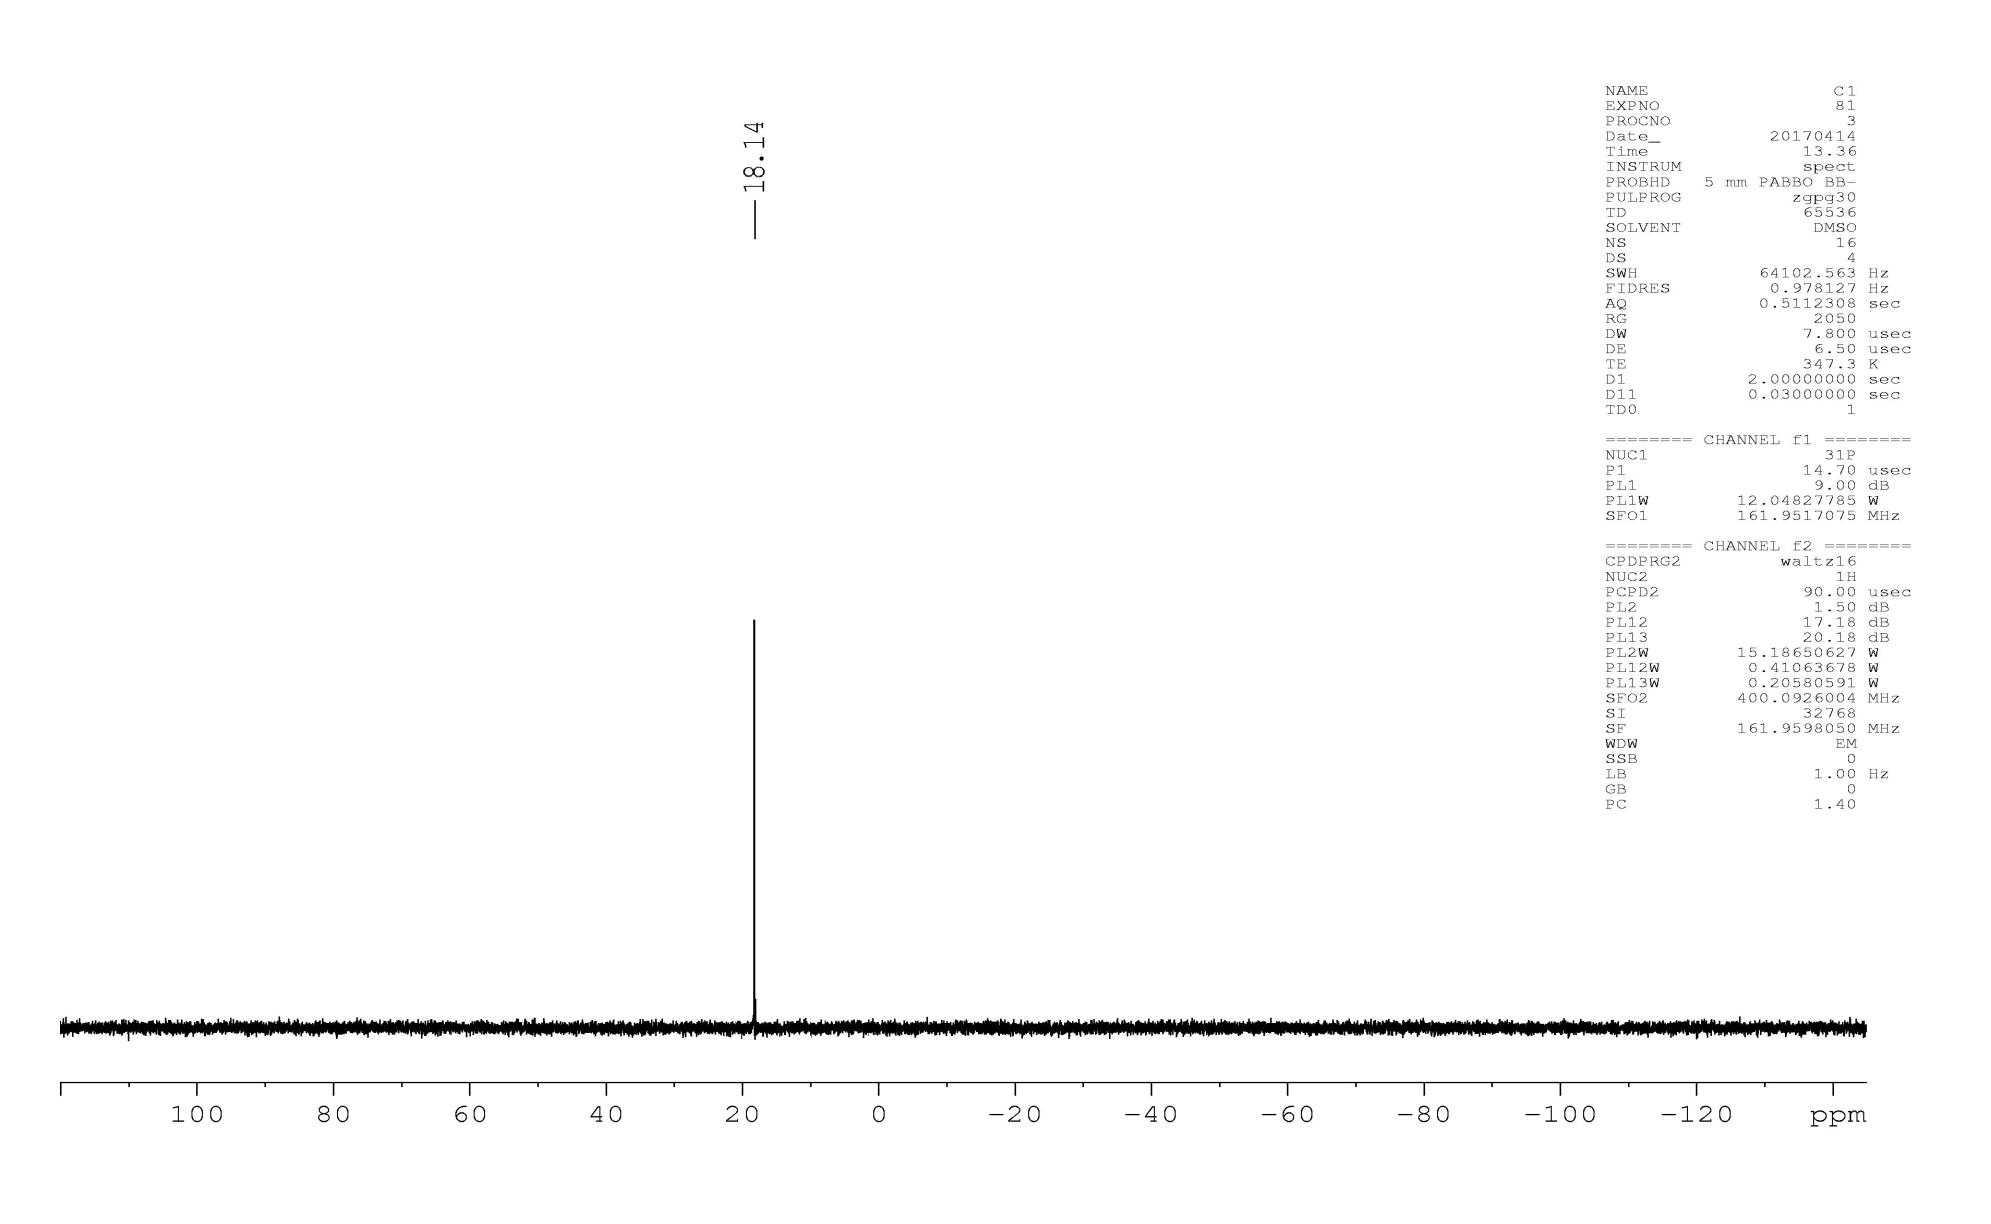 18.14
NAME C1
EXPNO 81
PROCNO 3
Date_ 20170414
Time 13.36
INSTRUM spect
PROBHD 5 mm PABBO BB-
PULPROG zgpg30
TD 65536
SOLVENT DMSO
NS 16
DS 4
SWH 64102.563 Hz
FIDRES 0.978127 Hz
AQ 0.5112308 sec
RG 2050
DW 7.800 usec
DE 6.50 usec
TE 347.3 K
D1 2.00000000 sec
D11 0.03000000 sec
TD0 1
======== CHANNEL f1 ========
NUC1 31P
P1 14.70 usec
PL1 9.00 dB
PL1W 12.04827785 W
SFO1 161.9517075 MHz
======== CHANNEL f2 ========
CPDPRG2 waltz16
NUC2 1H
PCPD2 90.00 usec
PL2 1.50 dB
PL12 17.18 dB
PL13 20.18 dB
PL2W 15.18650627 W
PL12W 0.41063678 W
PL13W 0.20580591 W
SFO2 400.0926004 MHz
SI 32768
SF 161.9598050 MHz
WDW EM
SSB 0
LB 1.00 Hz
GB 0
PC 1.40
100 80 60 40 20 0 -20 -40 -60 -80 -100 -120 ppm